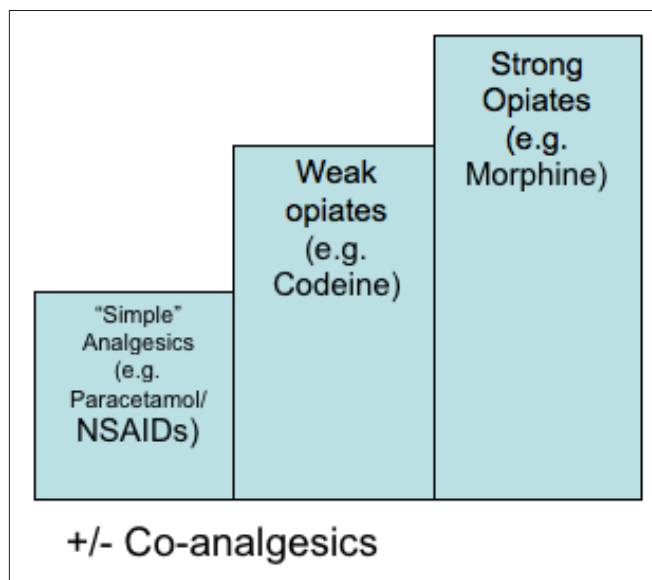 “Simple”
Analgesics
(e.g.
Paracetamol/
NSAIDs)
Weak
opiates
(e.g.
Codeine)
Strong
Opiates
(e.g.
Morphine)
+/- Co-analgesics